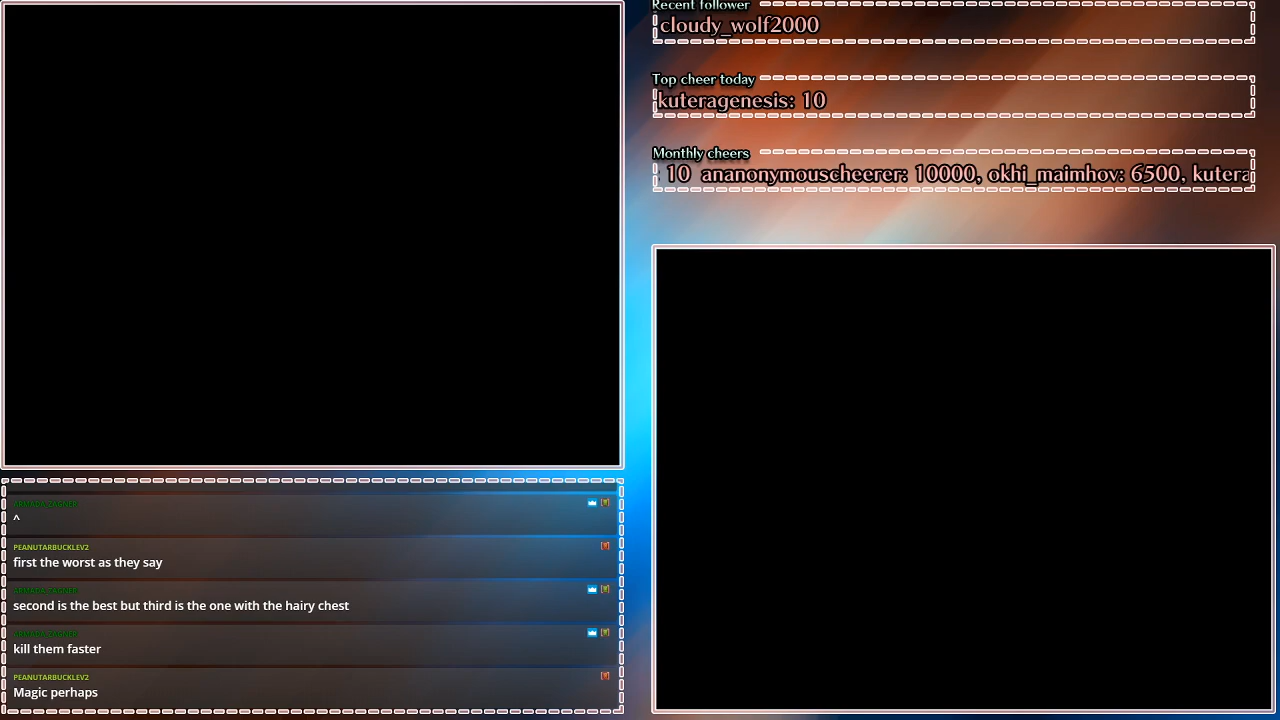 Recent follower
cloudy_wolf2000
Top cheer today
kuteragenesis: 10
Monthly cheers
: 10 ananonymouscheerer: 10000, okhi_maimhov: 6500, kutera
^
PEANUTARBUCKLEV2
first the worst as they say
second is the best but third is the one with the hairy chest
kill them faster
PEANUTARBUCKLEV2
Magic perhaps